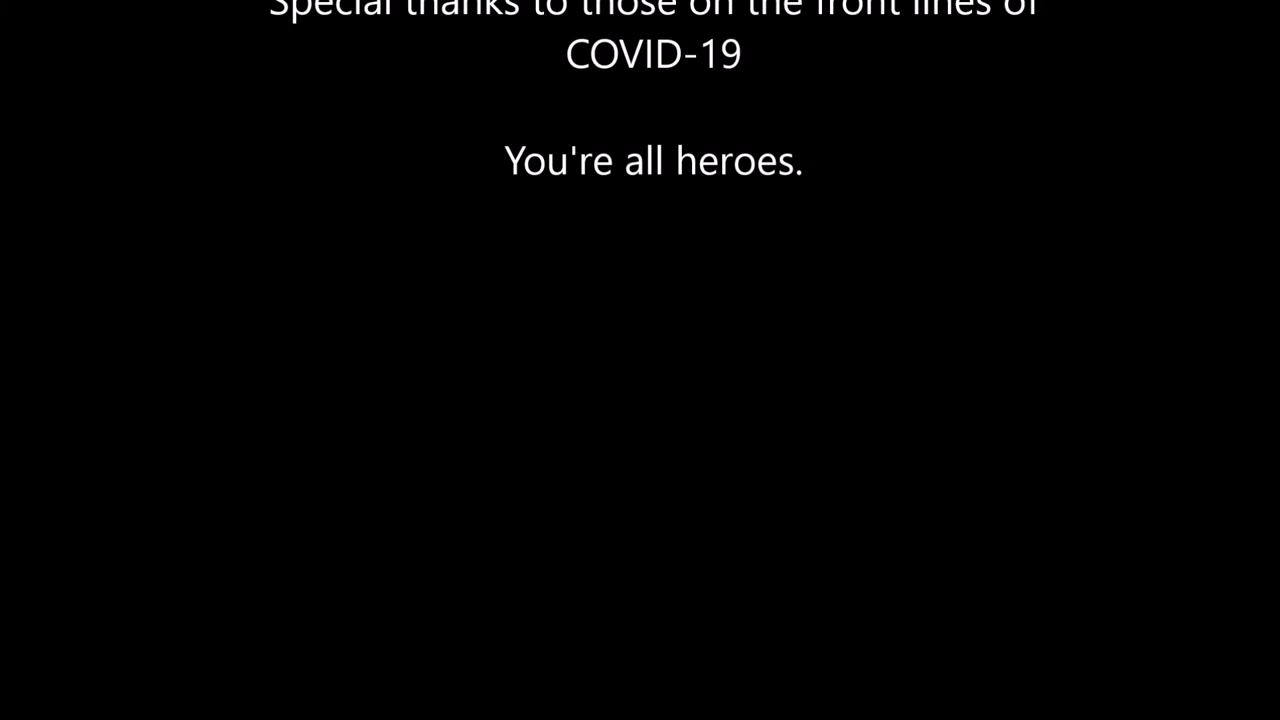 Special thanks to those on the front lines of
COVID-19
You're all heroes.